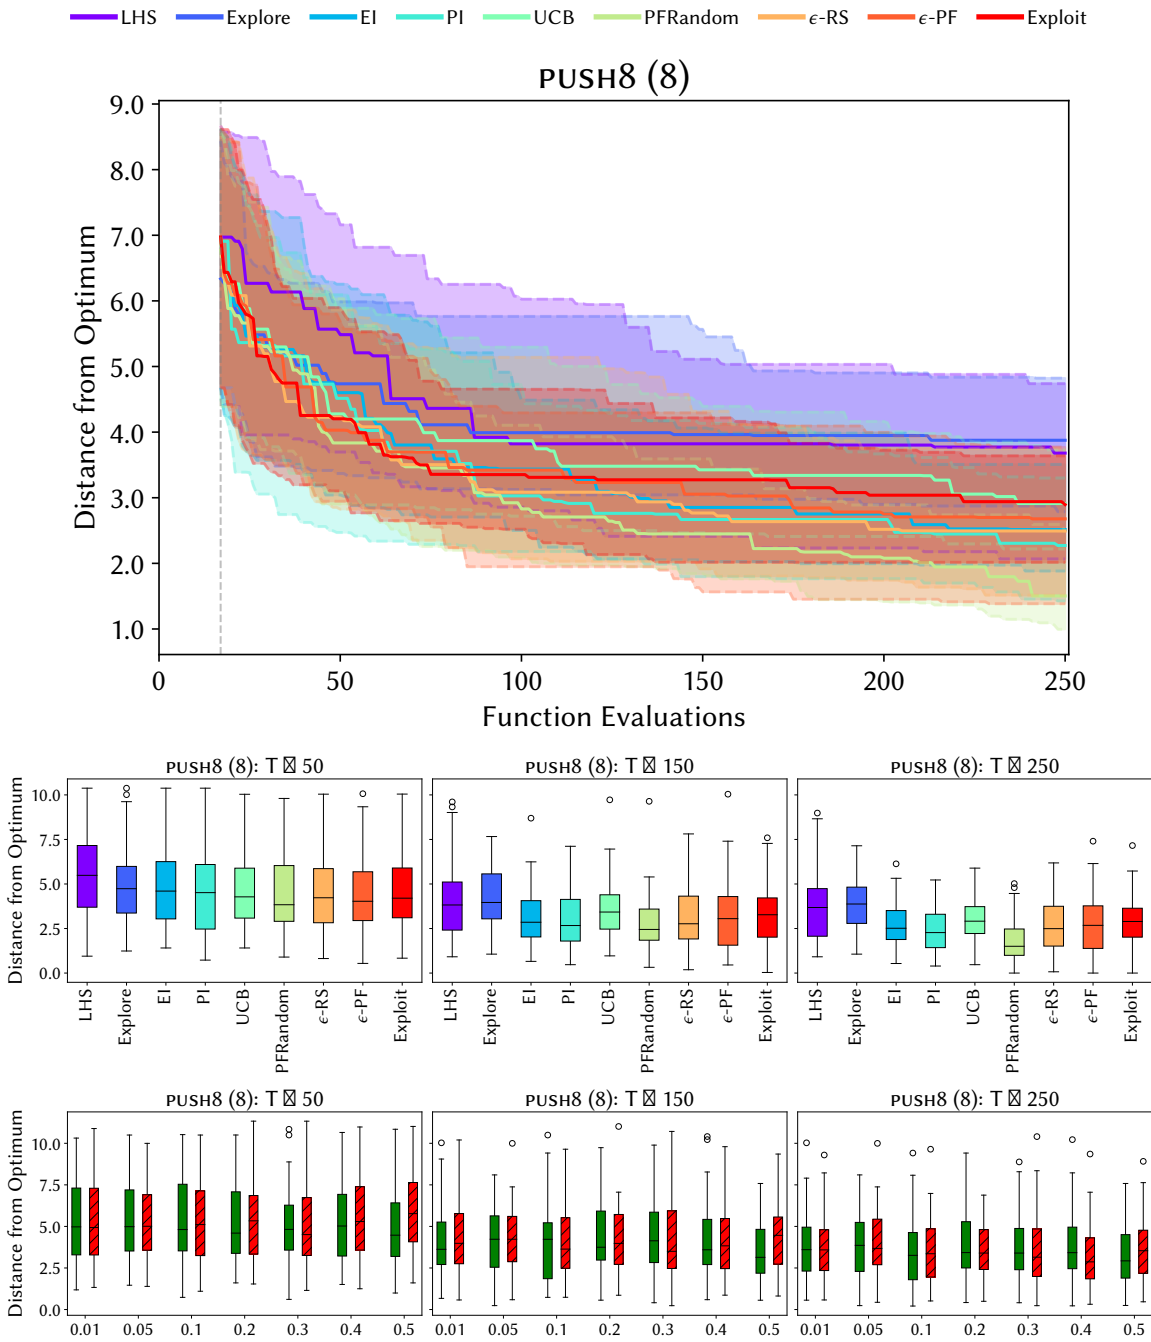 LHS Explore EI PI UCB PFRandom ϵ-RS ϵ-PF Exploit
PUSH8 (8)
Distance from Optimum
9.0
8.0
7.0
6.0
5.0
4.0
3.0
2.0
1.0
0 50 100 150 200 250
Function Evaluations
PUSH8 (8): T 50 PUSH8 (8): T 150 PUSH8 (8): T 250
Distance from Optimum
10.0
7.5
5.0
2.5
0.0
LHS Explore EI PI UCB PFRandom ϵ-RS ϵ-PF Exploit LHS Explore EI PI UCB PFRandom ϵ-RS ϵ-PF Exploit LHS Explore EI PI UCB PFRandom ϵ-RS ϵ-PF Exploit
PUSH8 (8): T 50 PUSH8 (8): T 150 PUSH8 (8): T 250
Distance from Optimum
10.0
7.5
5.0
2.5
0.0
0.01 0.05 0.1 0.2 0.3 0.4 0.5 0.01 0.05 0.1 0.2 0.3 0.4 0.5 0.01 0.05 0.1 0.2 0.3 0.4 0.5